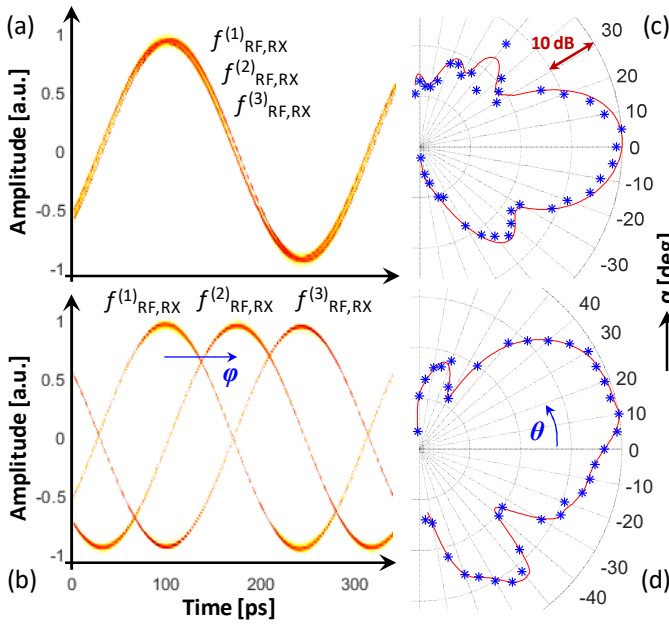 (a)
Amplitude [a.u.]
1
0.5
0
-0.5
-1
f(1)RF,RX
f(2)RF,RX
f(3)RF,RX
(c)
10 dB
30
20
10
0
-10
-20
-30
[deg]
(b)
Amplitude [a.u.]
1
0.5
0
-0.5
-1
f(1)RF,RX f(2)RF,RX f(3)RF,RX
φ
0 100 200 300
Time [ps]
(d)
θ
40
30
20
10
0
-10
-20
-30
-40